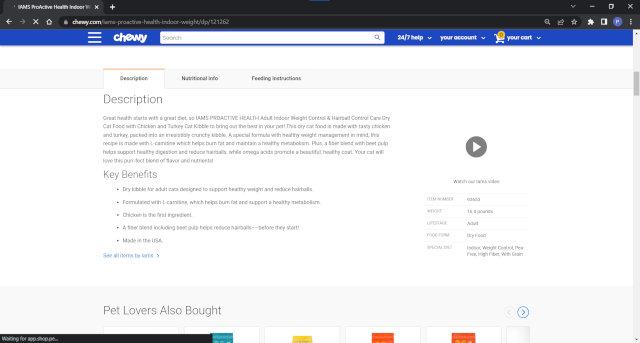 IAMS ProActive Health Indoor W
chewy.com/iams-proactive-health-indoor-weight/dp/121262
P
chewy
Search
24/7 help
your account
0
your cart
Description
Nutritional Info
Feeding Instructions
Description
Great health starts with a great diet, so IAMS PROACTIVE HEALTH Adult Indoor Weight Control & Hairball Control Care Dry
Cat Food with Chicken and Turkey Cat Kibble to bring out the best in your pet! This dry cat food is made with tasty chicken
and turkey, packed into an irresistibly crunchy kibble. A special formula with healthy weight management in mind, this
recipe is made with L-carnitine which helps burn fat and maintain a healthy metabolism. Plus, a fiber blend with beet pulp
helps support healthy digestion and reduce hairballs, while omega acids promote a beautiful, healthy coat. Your cat will
love this purr-fect blend of flavor and nutrients!
Key Benefits
Dry kibble for adult cats designed to support healthy weight and reduce hairballs.
Formulated with L-carnitine, which helps burn fat and support a healthy metabolism.
Chicken is the first ingredient.
A fiber blend including beet pulp helps reduce hairballs—before they start!
Made in the USA.
See all items by Iams
Watch our Iams video
ITEM NUMBER 93603
WEIGHT 16.0 pounds
LIFESTAGE Adult
FOOD FORM Dry Food
SPECIAL DIET Indoor, Weight Control, Pea-
Free, High Fiber, With Grain
Pet Lovers Also Bought
Waiting for app.shop.pe...